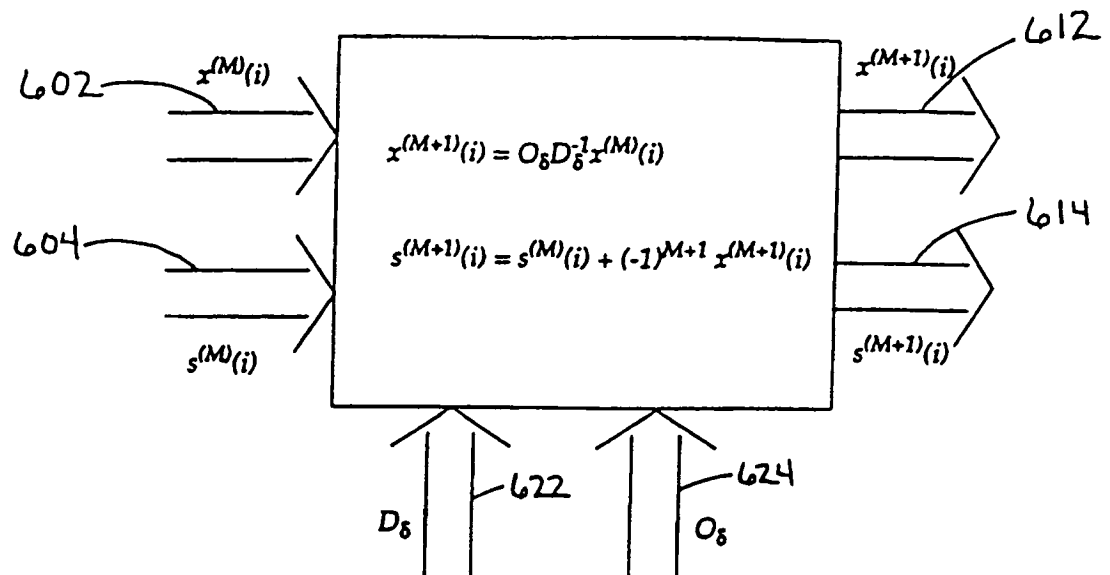 612
x^(M)(i) x^(M+1)(i)
602
x^(M+1)(i) = O_δ D_δ^-1 x^(M)(i)
614
604
s^(M+1)(i) = s^(M)(i) + (-1)^M+1 x^(M+1)(i)
s^(M)(i) s^(M+1)(i)
622 624
D_δ O_δ